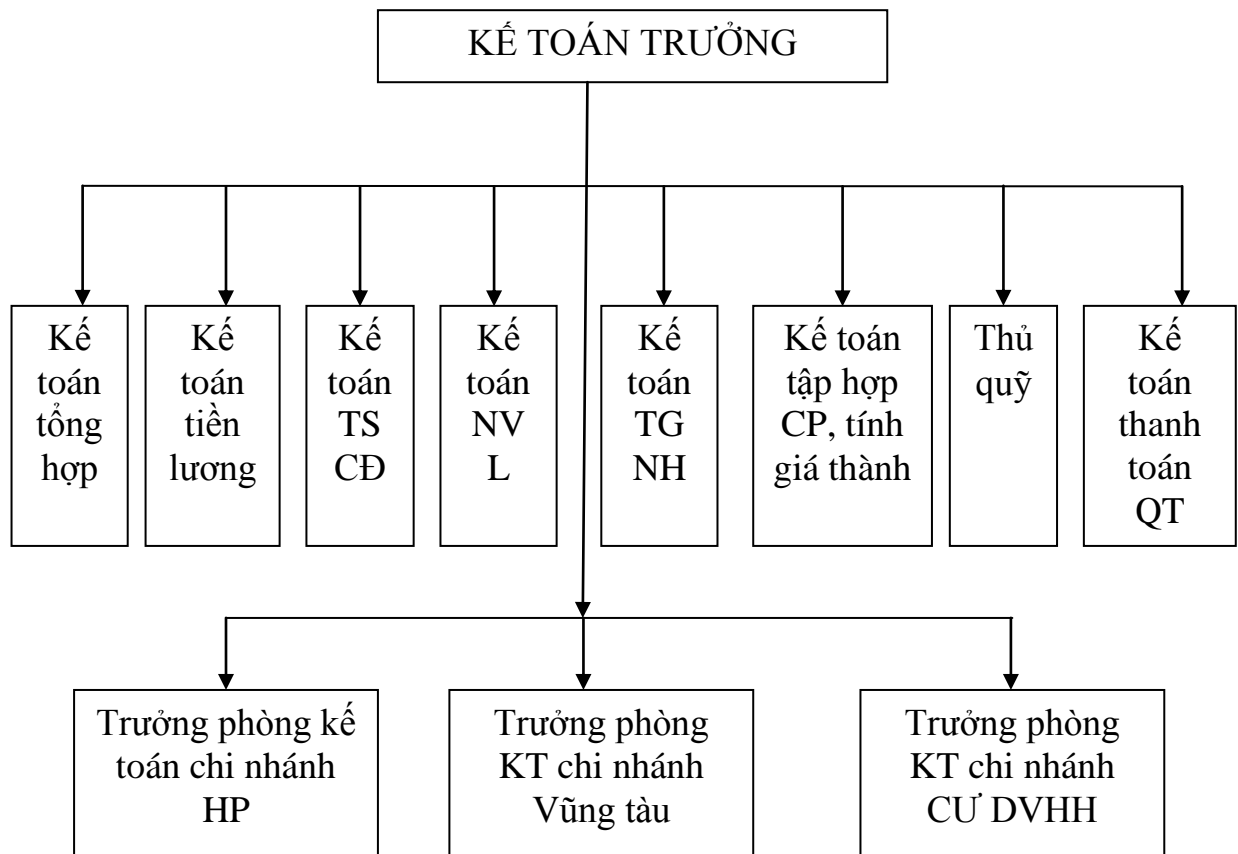 KẾ TOÁN TRƯỞNG
Kế
toán
tổng
hợp
Kế
toán
tiền
lương
Kế
toán
TS
CĐ
Kế
toán
NV
L
Kế
toán
TG
NH
Kế toán
tập hợp
CP, tính
giá thành
Thủ
quỹ
Kế
toán
thanh
toán
QT
Trưởng phòng kế
toán chi nhánh
HP
Trưởng phòng
KT chi nhánh
Vũng tàu
Trưởng phòng
KT chi nhánh
CƯ DVHH